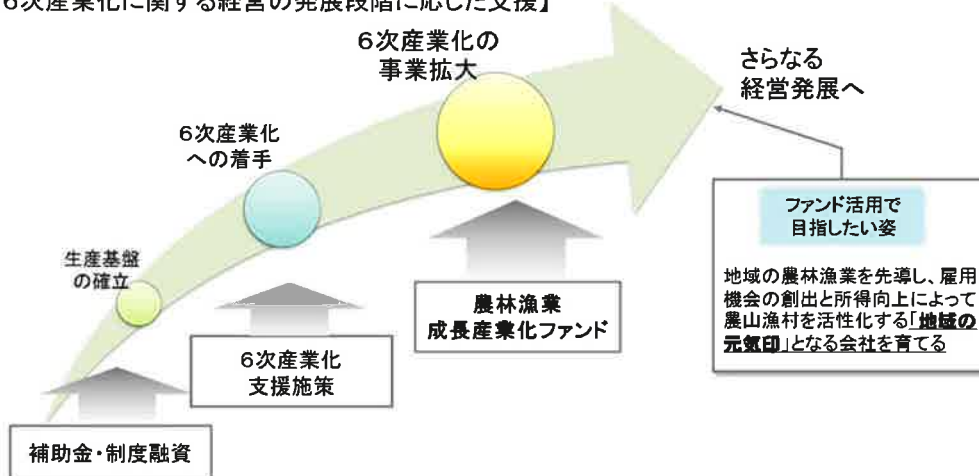 6次産業化に関する経営の発展段階に応じた支援】
6次産業化の
事業拡大
さらなる
経営発展へ
6次産業化
への着手
生産基盤
の確立
ファンド活用で
目指したい姿
地域の農林漁業を先導し、雇用
機会の創出と所得向上によって
農山漁村を活性化する「地域の
元気印」となる会社を育てる
農林漁業
成長産業化ファンド
6次産業化
支援施策
補助金・制度融資